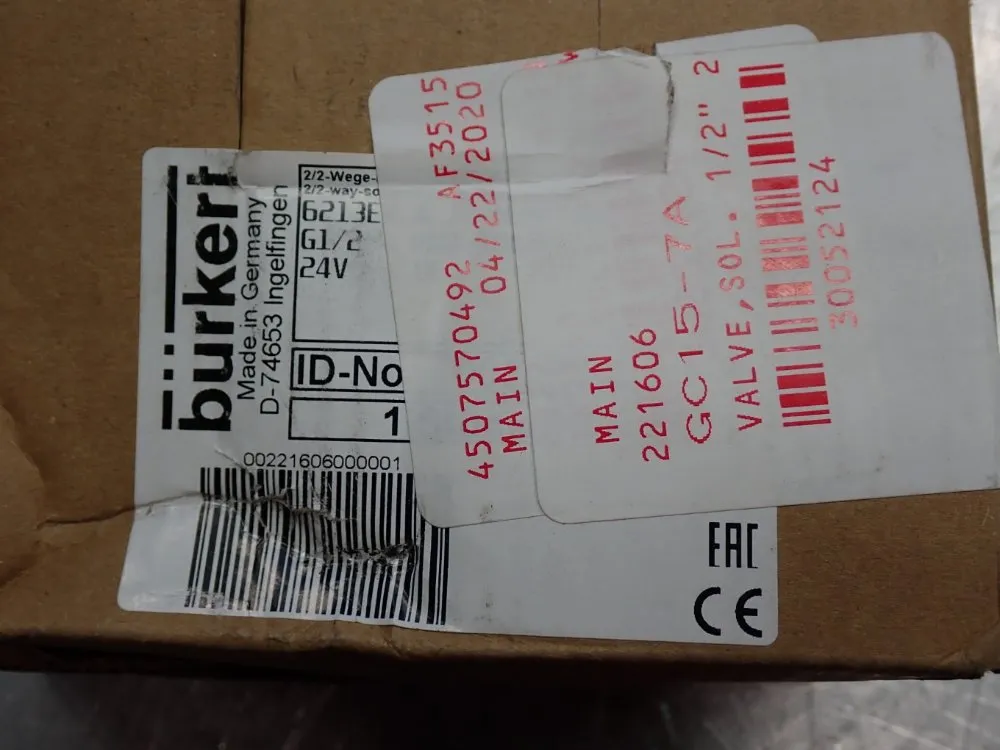 bürkert
Made in Germany
D-74653 Ingelfingen
2/2-Wege-
2/2-way-so
6213E
G1/2
24V
ID-No
1
00221606000001
4507570492 AF3515
MAIN 04/22/2020
MAIN
221606
GC15-7A
VALVE,SOL. 1/2" 2
30052124
EAC
CE